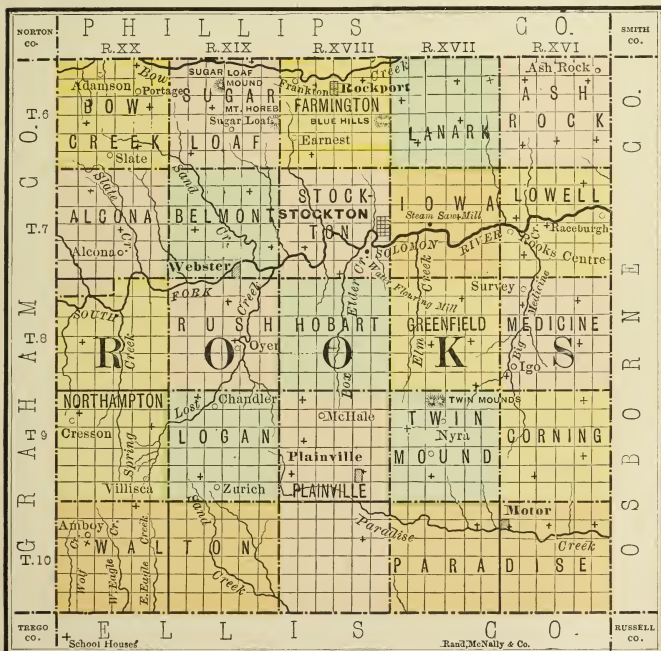 NORTON CO.
PHILLIPS CO.
SMITH CO.
R.XX R.XIX R.XVIII R.XVII R.XVI
T.6
T.7
T.8
T.9
T.10
GRAHAM CO.
OSBORNE CO.
ROOKS
Adamson
Bow
Portage
BOW
CREEK
Slate
SUGAR LOAF
MOUND
SUGAR
MT. HOREB
Sugar Loaf
LOAF
Frankton
Rockport
Creek
FARMINGTON
BLUE HILLS
Earnest
LANARK
Ash Rock
ASH
ROCK
Slate
Cr.
ALCONA
Alcona
Sand
Cr.
BELMONT
Webster
STOCK-
STOCKTON
TON
IOWA
Steam Saw Mill
SOLOMON RIVER
LOWELL
Raceburgh
Rooks Centre
Cr.
SOUTH FORK
Creek
RUSH
Creek
Oyer
HOBART
Box Elder Cr.
Water
Flouring Mill
Elm Creek
GREENFIELD
Survey
Big Medicine
MEDICINE
Igo
NORTHAMPTON
Cresson
Spring
Villisca
Lost
Chandler
LOGAN
Zurich
McHale
Plainville
PLAINVILLE
TWIN MOUNDS
TWIN
Nyra
MOUND
CORNING
Motor
Amboy
WALTON
Wolf Cr.
W. Eagle Cr.
E. Eagle Creek
Sand
Creek
Paradise
Creek
PARADISE
TREGO CO.
ELLIS CO.
RUSSELL CO.
+ School Houses
Rand, McNally & Co.